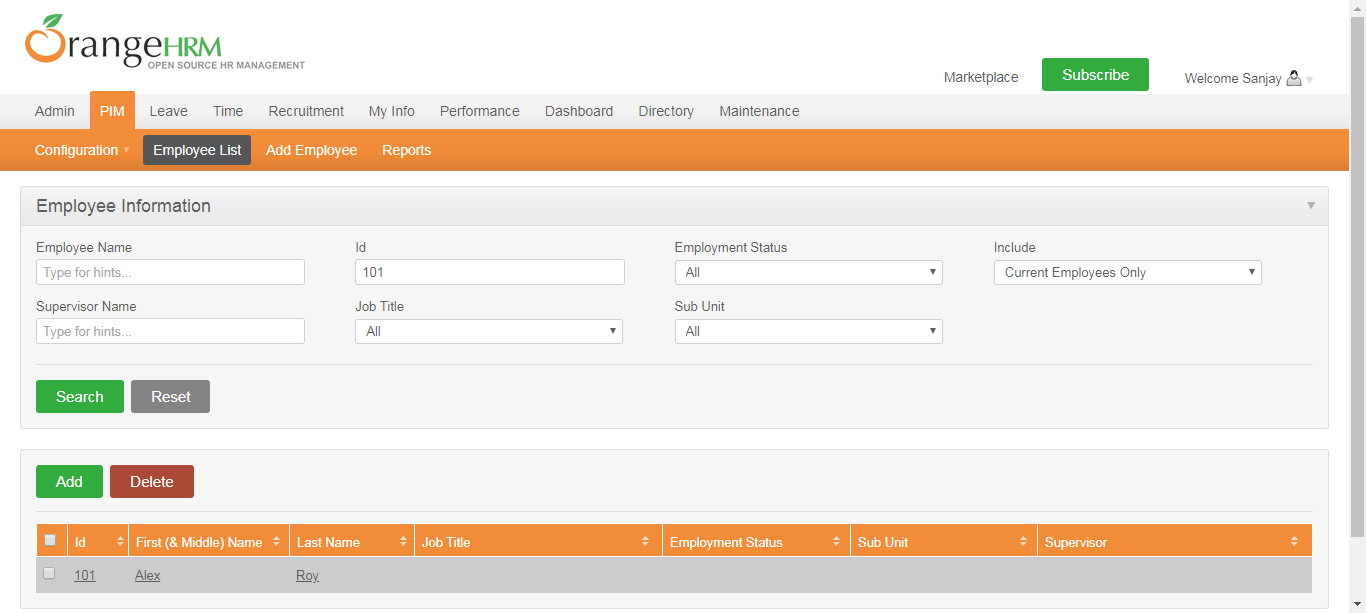 OrangeHRM
OPEN SOURCE HR MANAGEMENT
Marketplace Subscribe Welcome Sanjay
Admin PIM Leave Time Recruitment My Info Performance Dashboard Directory Maintenance
Configuration Employee List Add Employee Reports
Employee Information
Employee Name Id Employment Status Include
Type for hints... 101 All Current Employees Only
Supervisor Name Job Title Sub Unit
Type for hints... All All
Search Reset
Add Delete
Id First (& Middle) Name Last Name Job Title Employment Status Sub Unit Supervisor
101 Alex Roy